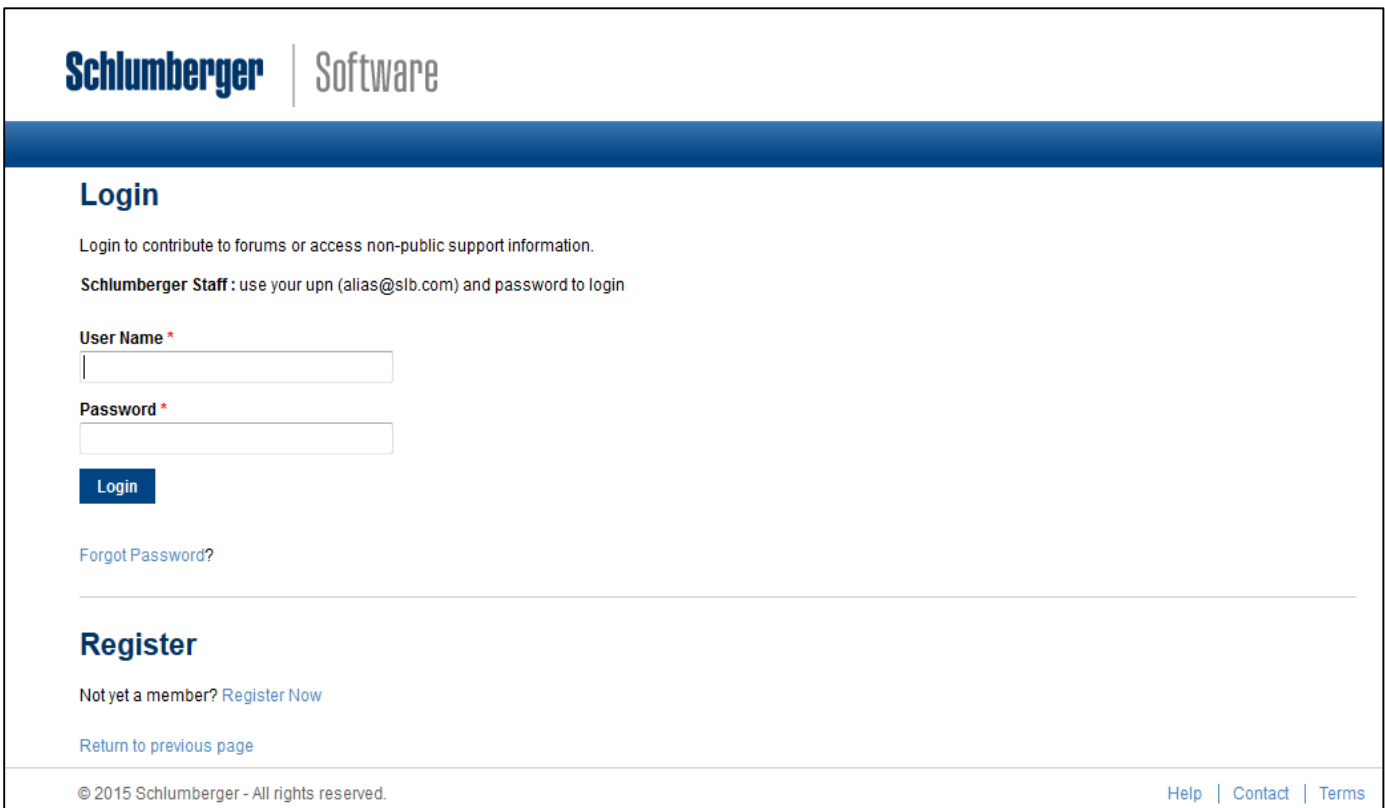 Schlumberger | Software
Login
Login to contribute to forums or access non-public support information.
Schlumberger Staff : use your upn (alias@slb.com) and password to login
User Name *
Password *
Login
Forgot Password?
Register
Not yet a member? Register Now
Return to previous page
© 2015 Schlumberger - All rights reserved.
Help | Contact | Terms